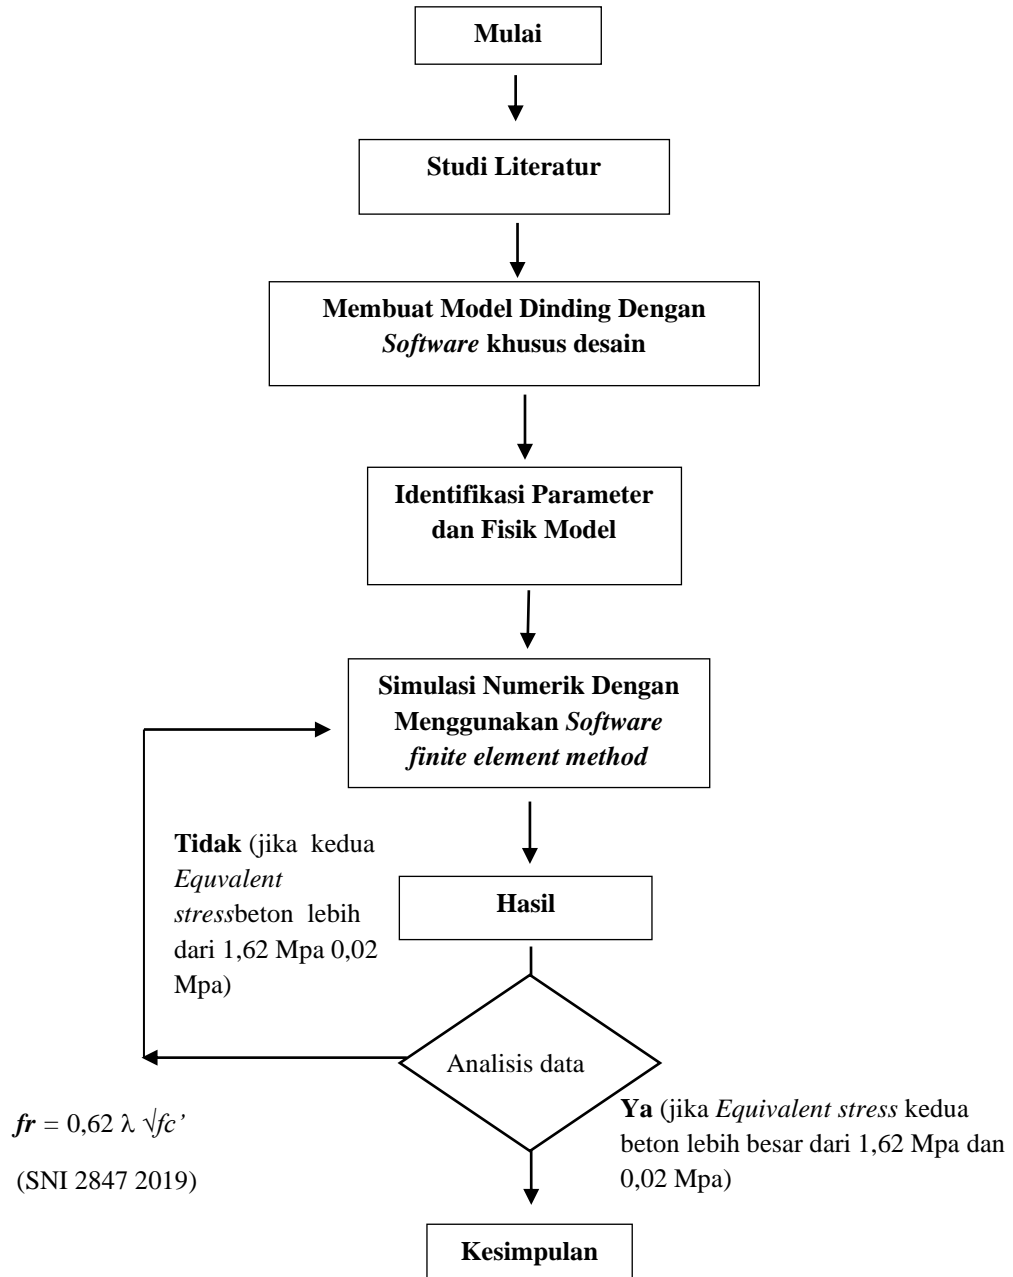 Mulai
Studi Literatur
Membuat Model Dinding Dengan
Software khusus desain
Identifikasi Parameter
dan Fisik Model
Simulasi Numerik Dengan
Menggunakan Software
finite element method
Tidak (jika kedua
Equvalent
stressbeton lebih
dari 1,62 Mpa 0,02
Mpa)
Hasil
Analisis data
fr = 0,62 λ √fc’
(SNI 2847 2019)
Ya (jika Equivalent stress kedua
beton lebih besar dari 1,62 Mpa dan
0,02 Mpa)
Kesimpulan